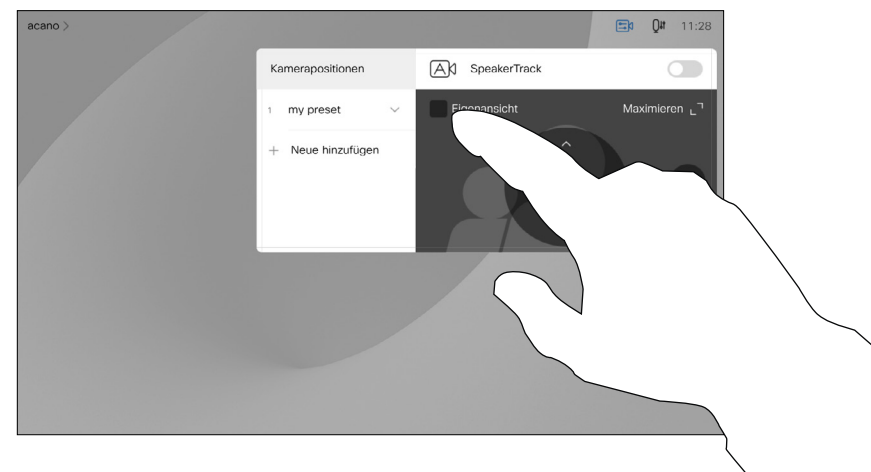 acano >
11:28
Kamerapositionen
SpeakerTrack
1 my preset
Eigenansicht
Maximieren
+ Neue hinzufügen